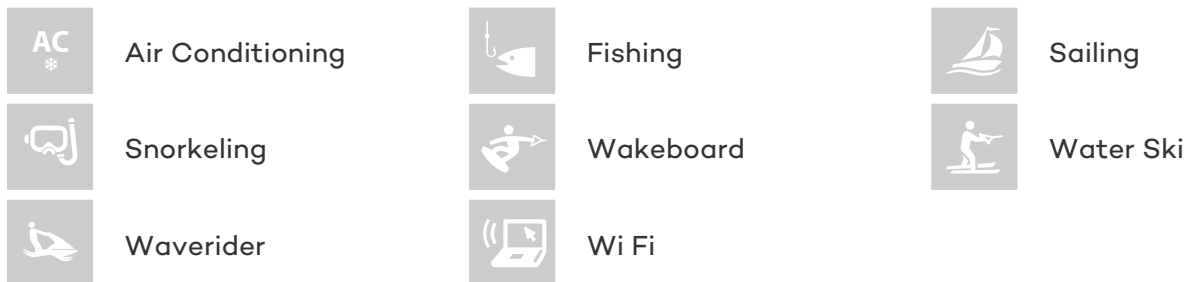 AC
Air Conditioning
Fishing
Sailing
Snorkeling
Wakeboard
Water Ski
Waverider
Wi Fi